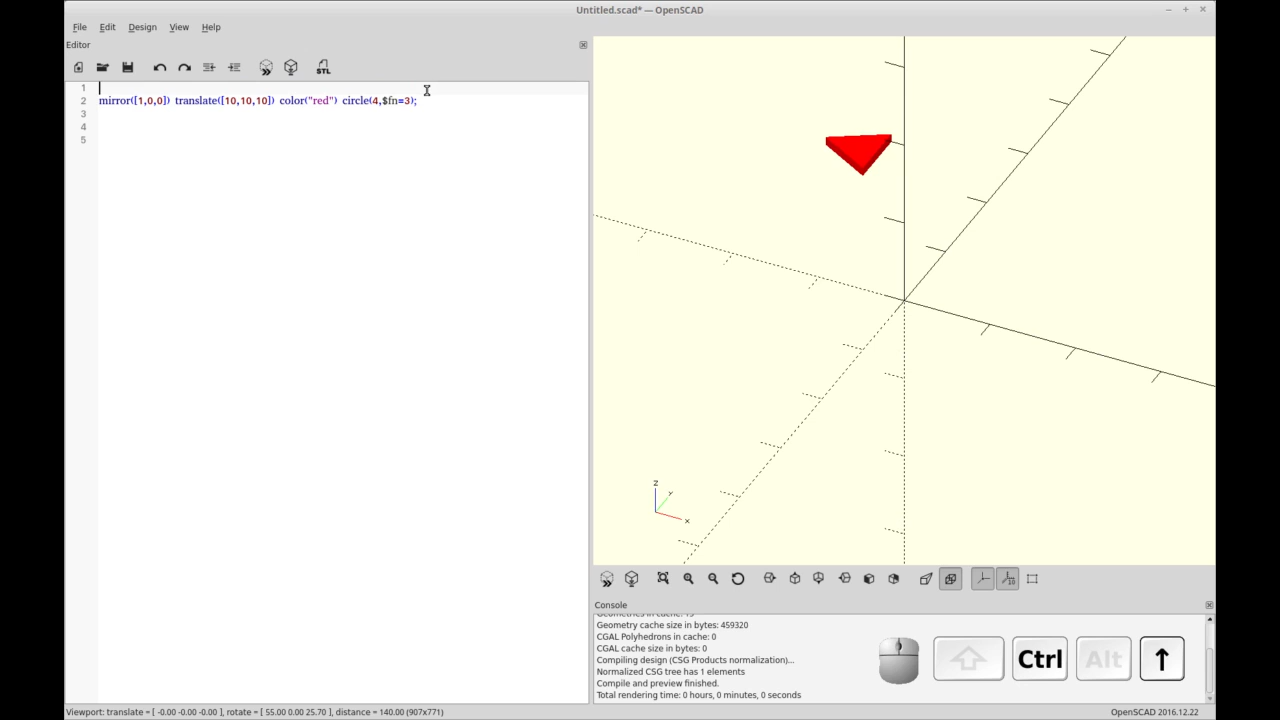 Untitled.scad* — OpenSCAD
File Edit Design View Help
Editor
STL
1
2 mirror([1,0,0]) translate([10,10,10]) color("red") circle(4,$fn=3);
3
4
5
z
y
x
10
Console
Geometry cache size in bytes: 459320
CGAL Polyhedrons in cache: 0
CGAL cache size in bytes: 0
Compiling design (CSG Products normalization)...
Normalized CSG tree has 1 elements
Compile and preview finished.
Total rendering time: 0 hours, 0 minutes, 0 seconds
Ctrl Alt ↑
Viewport: translate = [ -0.00 -0.00 -0.00 ], rotate = [ 55.00 0.00 25.70 ], distance = 140.00 (907x771)
OpenSCAD 2016.12.22